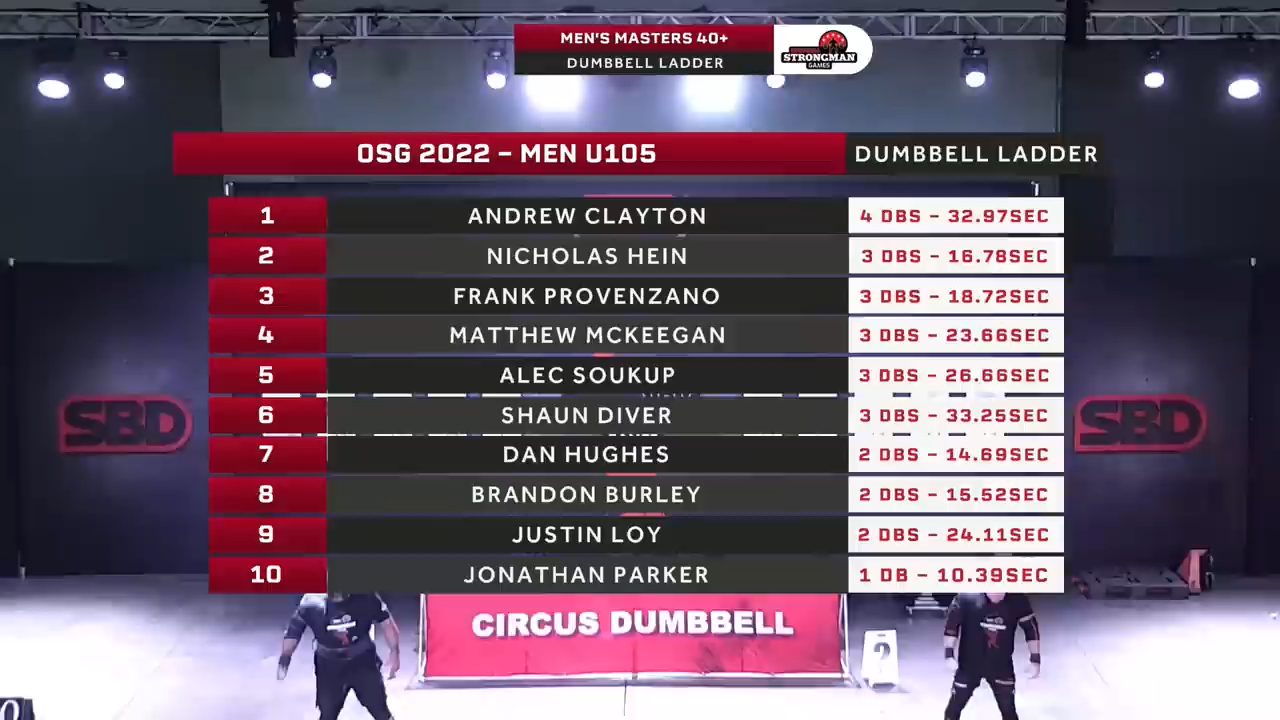 MEN'S MASTERS 40+
DUMBBELL LADDER
STRONGMAN
GAMES
OSG 2022 – MEN U105 DUMBBELL LADDER
1 ANDREW CLAYTON 4 DBS – 32.97SEC
2 NICHOLAS HEIN 3 DBS – 16.78SEC
3 FRANK PROVENZANO 3 DBS – 18.72SEC
4 MATTHEW MCKEEGAN 3 DBS – 23.66SEC
5 ALEC SOUKUP 3 DBS – 26.66SEC
6 SHAUN DIVER 3 DBS – 33.25SEC
7 DAN HUGHES 2 DBS – 14.69SEC
8 BRANDON BURLEY 2 DBS – 15.52SEC
9 JUSTIN LOY 2 DBS – 24.11SEC
10 JONATHAN PARKER 1 DB – 10.39SEC
SBD
SBD
CIRCUS DUMBBELL
2